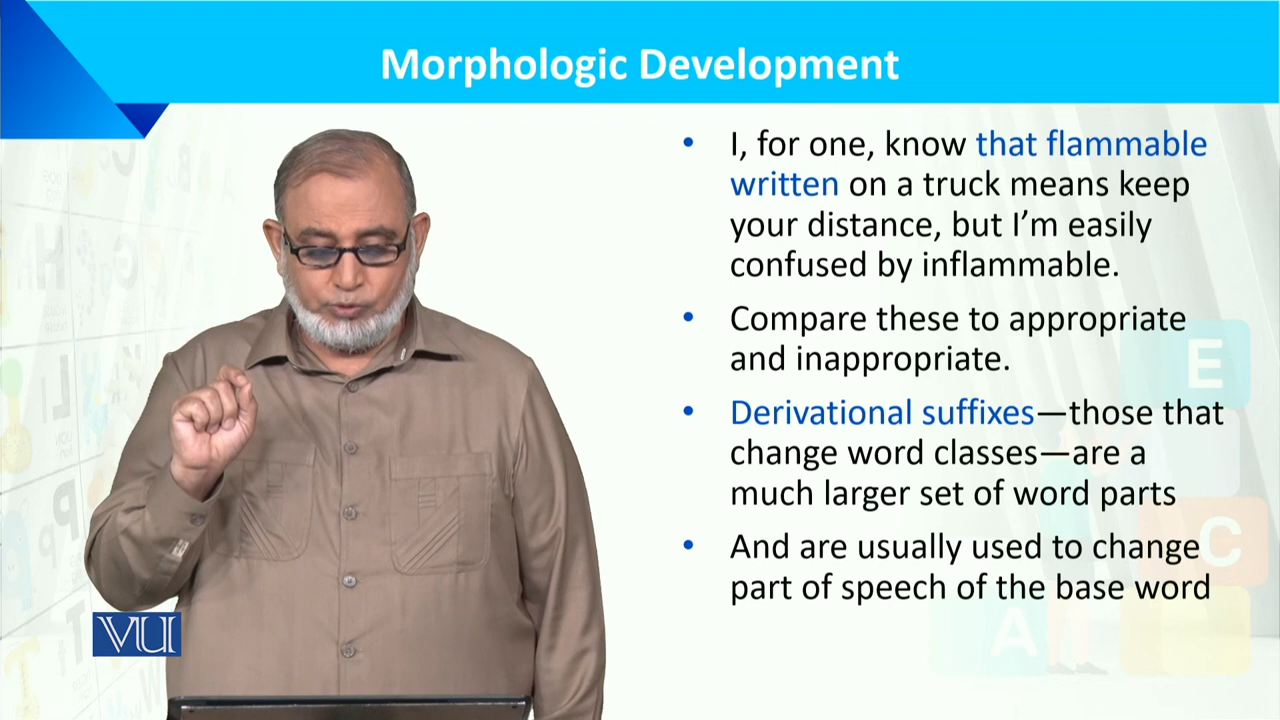 Morphologic Development
• I, for one, know that flammable
written on a truck means keep
your distance, but I’m easily
confused by inflammable.
• Compare these to appropriate
and inappropriate.
• Derivational suffixes—those that
change word classes—are a
much larger set of word parts
• And are usually used to change
part of speech of the base word
VU
E
C
A